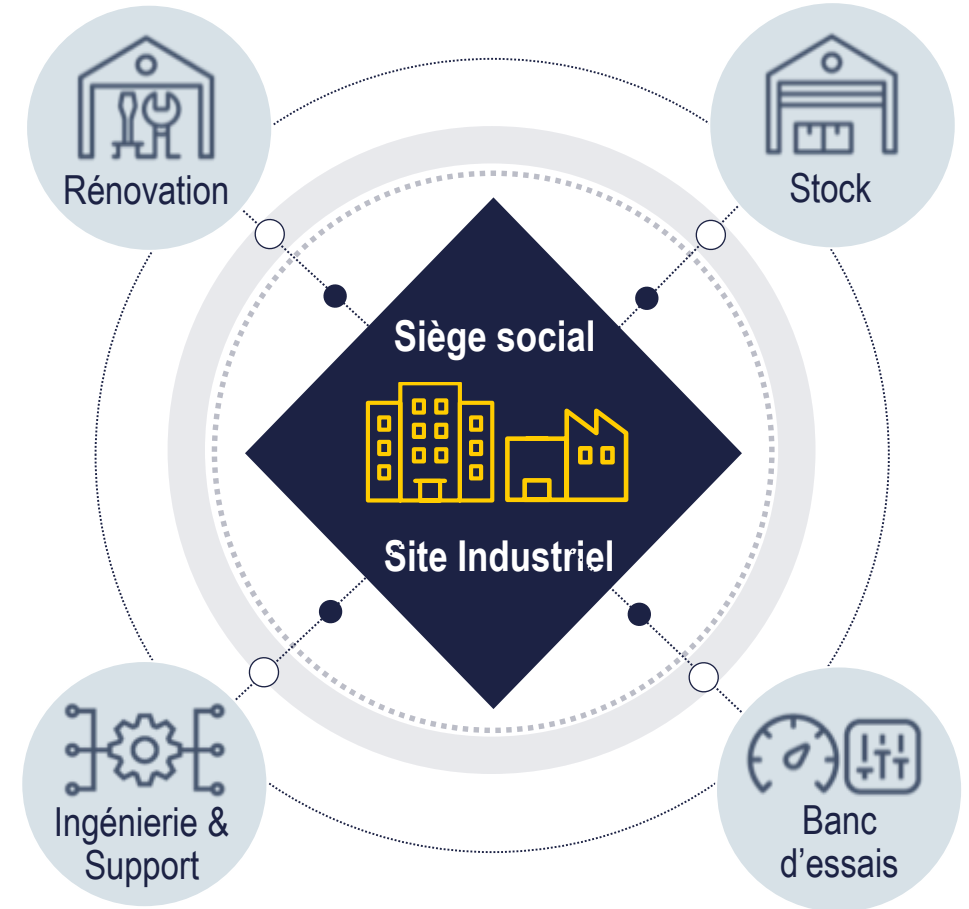 Rénovation
Stock
Siège social
Site Industriel
Ingénierie &
Support
Banc
d’essais